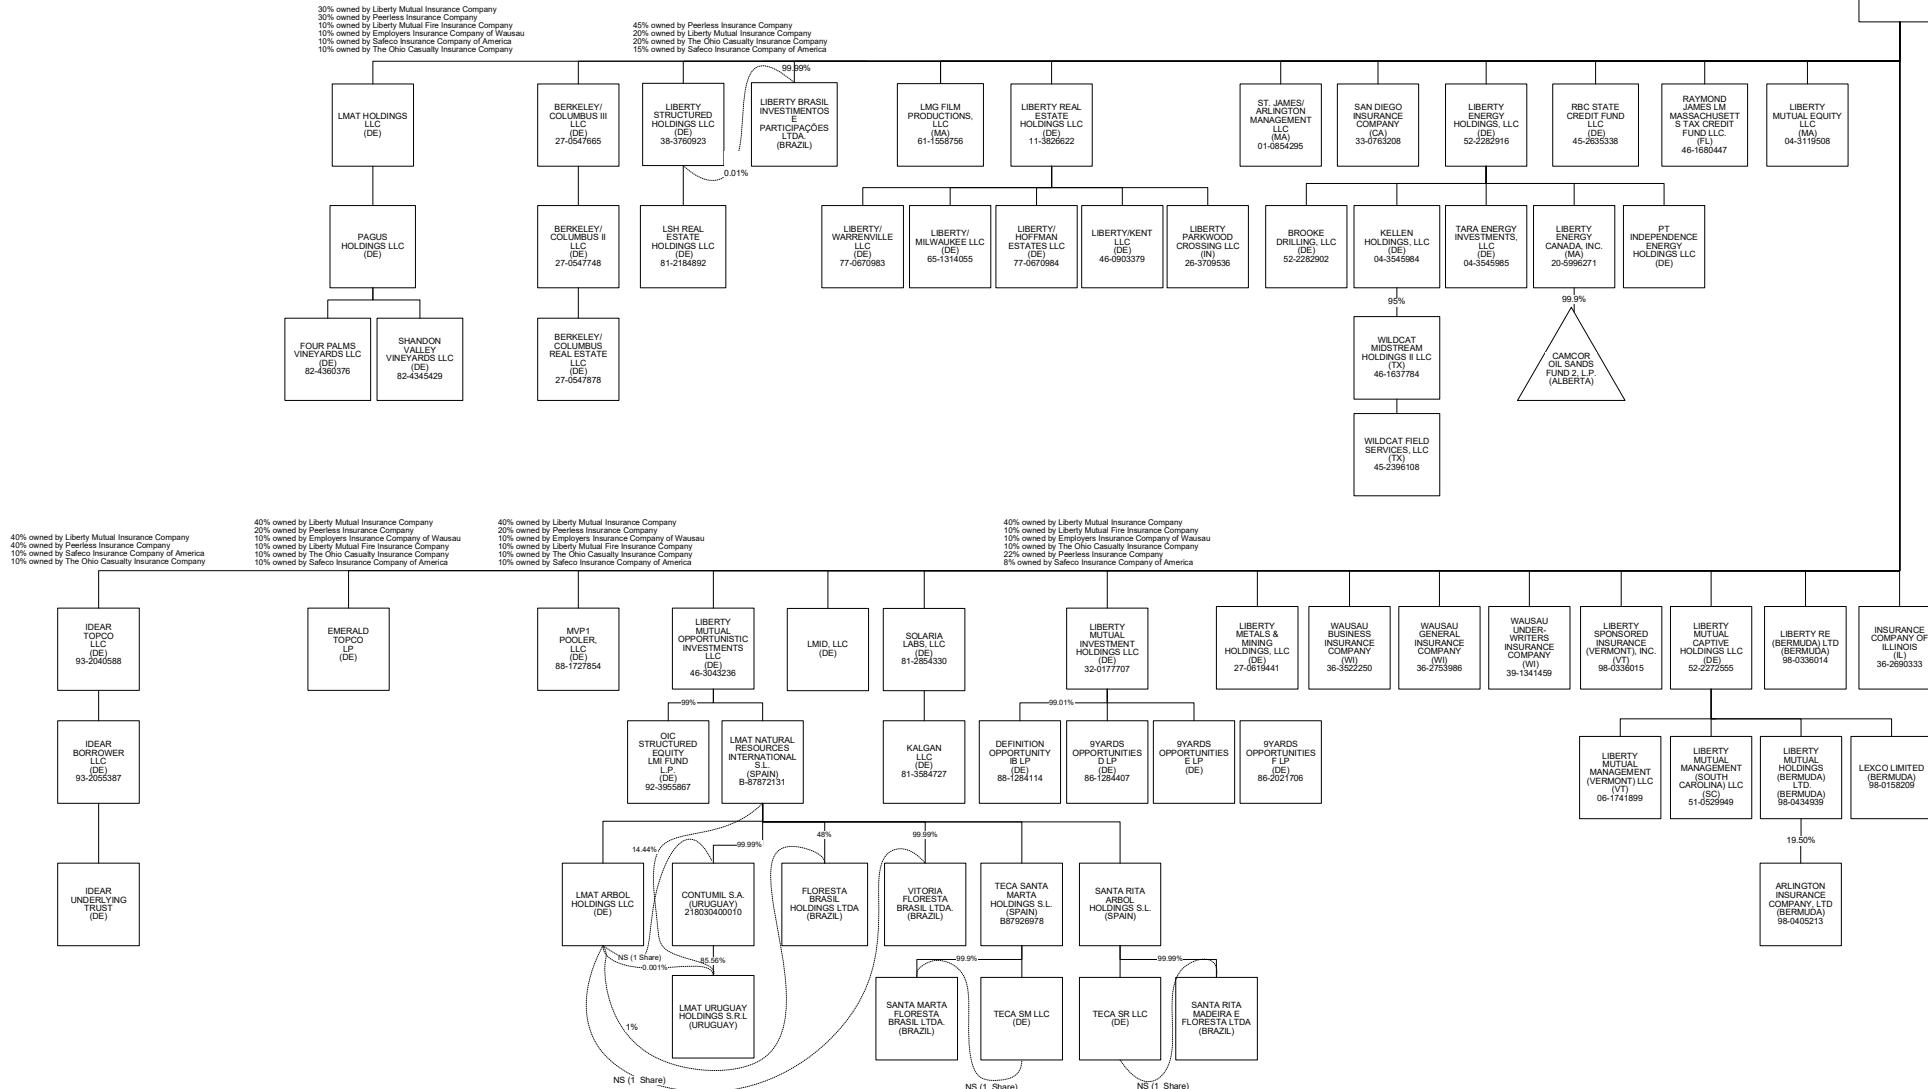 30% owned by Liberty Mutual Insurance Company
30% owned by Peerless Insurance Company
10% owned by Liberty Mutual Fire Insurance Company
10% owned by Employers Insurance Company of Wausau
10% owned by Safeco Insurance Company of America
10% owned by The Ohio Casualty Insurance Company
45% owned by Peerless Insurance Company
20% owned by Liberty Mutual Insurance Company
20% owned by The Ohio Casualty Insurance Company
15% owned by Safeco Insurance Company of America
99.99%
LMAT HOLDINGS
LLC
(DE)
BERKELEY/
COLUMBUS III
LLC
(DE)
27-0547665
LIBERTY
STRUCTURED
HOLDINGS LLC
(DE)
38-3760923
LIBERTY BRASIL
INVESTIMENTOS
E
PARTICIPAÇÕES
LTDA.
(BRAZIL)
LMG FILM
PRODUCTIONS,
LLC
(MA)
61-1558756
LIBERTY REAL
ESTATE
HOLDINGS LLC
(DE)
11-3826622
ST. JAMES/
ARLINGTON
MANAGEMENT
LLC
(MA)
01-0854295
SAN DIEGO
INSURANCE
COMPANY
(CA)
33-0763208
LIBERTY
ENERGY
HOLDINGS, LLC
(DE)
52-2282916
RBC STATE
CREDIT FUND
LLC
(DE)
45-2635338
RAYMOND
JAMES LM
MASSACHUSETT
S TAX CREDIT
FUND LLC.
(FL)
46-1680447
LIBERTY
MUTUAL EQUITY
LLC
(MA)
04-3119508
0.01%
PAGUS
HOLDINGS LLC
(DE)
BERKELEY/
COLUMBUS II
LLC
(DE)
27-0547748
LSH REAL
ESTATE
HOLDINGS LLC
(DE)
81-2184892
LIBERTY/
WARRENVILLE
LLC
(DE)
77-0670983
LIBERTY/
MILWAUKEE LLC
(DE)
65-1314055
LIBERTY/
HOFFMAN
ESTATES LLC
(DE)
77-0670984
LIBERTY/KENT
LLC
(DE)
46-0903379
LIBERTY
PARKWOOD
CROSSING LLC
(IN)
26-3709536
BROOKE
DRILLING, LLC
(DE)
52-2282902
KELLEN
HOLDINGS, LLC
(DE)
04-3545984
TARA ENERGY
INVESTMENTS,
LLC
(DE)
04-3545985
LIBERTY
ENERGY
CANADA, INC.
(MA)
20-5996271
PT
INDEPENDENCE
ENERGY
HOLDINGS LLC
(DE)
95%
99.9%
FOUR PALMS
VINEYARDS LLC
(DE)
82-4360376
SHANDON
VALLEY
VINEYARDS LLC
(DE)
82-4345429
BERKELEY/
COLUMBUS
REAL ESTATE
LLC
(DE)
27-0547878
WILDCAT
MIDSTREAM
HOLDINGS II LLC
(TX)
46-1637784
CAMCOR
OIL SANDS
FUND 2, L.P.
(ALBERTA)
WILDCAT FIELD
SERVICES, LLC
(TX)
45-2396108
40% owned by Liberty Mutual Insurance Company
40% owned by Peerless Insurance Company
10% owned by Safeco Insurance Company of America
10% owned by The Ohio Casualty Insurance Company
40% owned by Liberty Mutual Insurance Company
20% owned by Peerless Insurance Company
10% owned by Employers Insurance Company of Wausau
10% owned by Liberty Mutual Fire Insurance Company
10% owned by The Ohio Casualty Insurance Company
10% owned by Safeco Insurance Company of America
40% owned by Liberty Mutual Insurance Company
20% owned by Peerless Insurance Company
10% owned by Employers Insurance Company of Wausau
10% owned by Liberty Mutual Fire Insurance Company
10% owned by The Ohio Casualty Insurance Company
10% owned by Safeco Insurance Company of America
40% owned by Liberty Mutual Insurance Company
10% owned by Liberty Mutual Fire Insurance Company
10% owned by Employers Insurance Company of Wausau
10% owned by The Ohio Casualty Insurance Company
22% owned by Peerless Insurance Company
8% owned by Safeco Insurance Company of America
IDEAR
TOPCO
LLC
(DE)
93-2040588
EMERALD
TOPCO
LP
(DE)
MVP1
POOLER,
LLC
(DE)
88-1727854
LIBERTY
MUTUAL
OPPORTUNISTIC
INVESTMENTS
LLC
(DE)
46-3043236
LMID, LLC
(DE)
SOLARIA
LABS, LLC
(DE)
81-2854330
LIBERTY
MUTUAL
INVESTMENT
HOLDINGS LLC
(DE)
32-0177707
LIBERTY
METALS &
MINING
HOLDINGS, LLC
(DE)
27-0619441
WAUSAU
BUSINESS
INSURANCE
COMPANY
(WI)
36-3522250
WAUSAU
GENERAL
INSURANCE
COMPANY
(WI)
36-2753986
WAUSAU
UNDER-
WRITERS
INSURANCE
COMPANY
(WI)
39-1341459
LIBERTY
SPONSORED
INSURANCE
(VERMONT), INC.
(VT)
98-0336015
LIBERTY
MUTUAL
CAPTIVE
HOLDINGS LLC
(DE)
52-2272555
LIBERTY RE
(BERMUDA) LTD
(BERMUDA)
98-0336014
INSURANCE
COMPANY OF
ILLINOIS
(IL)
36-2690333
99%
99.01%
IDEAR
BORROWER
LLC
(DE)
93-2055387
OIC
STRUCTURED
EQUITY
LMI FUND
L.P.
(DE)
92-3955867
LMAT NATURAL
RESOURCES
INTERNATIONAL
S.L.
(SPAIN)
B-87872131
KALGAN
LLC
(DE)
81-3584727
DEFINITION
OPPORTUNITY
IB LP
(DE)
88-1284114
9YARDS
OPPORTUNITIES
D LP
(DE)
86-1284407
9YARDS
OPPORTUNITIES
E LP
(DE)
9YARDS
OPPORTUNITIES
F LP
(DE)
86-2021706
LIBERTY
MUTUAL
MANAGEMENT
(VERMONT) LLC
(VT)
06-1741899
LIBERTY
MUTUAL
MANAGEMENT
(SOUTH
CAROLINA) LLC
(SC)
51-0529949
LIBERTY
MUTUAL
HOLDINGS
(BERMUDA)
LTD.
(BERMUDA)
98-0434939
LEXCO LIMITED
(BERMUDA)
98-0158209
14.44%
99.99%
48%
99.99%
19.50%
IDEAR
UNDERLYING
TRUST
(DE)
LMAT ARBOL
HOLDINGS LLC
(DE)
CONTUMIL S.A.
(URUGUAY)
218030400010
FLORESTA
BRASIL
HOLDINGS LTDA
(BRAZIL)
VITORIA
FLORESTA
BRASIL LTDA.
(BRAZIL)
TECA SANTA
MARTA
HOLDINGS S.L.
(SPAIN)
B87926978
SANTA RITA
ARBOL
HOLDINGS S.L.
(SPAIN)
ARLINGTON
INSURANCE
COMPANY, LTD
(BERMUDA)
98-0405213
NS (1 Share)
0.001%
85.56%
99.9%
99.99%
LMAT URUGUAY
HOLDINGS S.R.L
(URUGUAY)
SANTA MARTA
FLORESTA
BRASIL LTDA.
(BRAZIL)
TECA SM LLC
(DE)
TECA SR LLC
(DE)
SANTA RITA
MADEIRA E
FLORESTA LTDA
(BRAZIL)
1%
NS (1 Share)
NS (1 Share)
NS (1 Share)